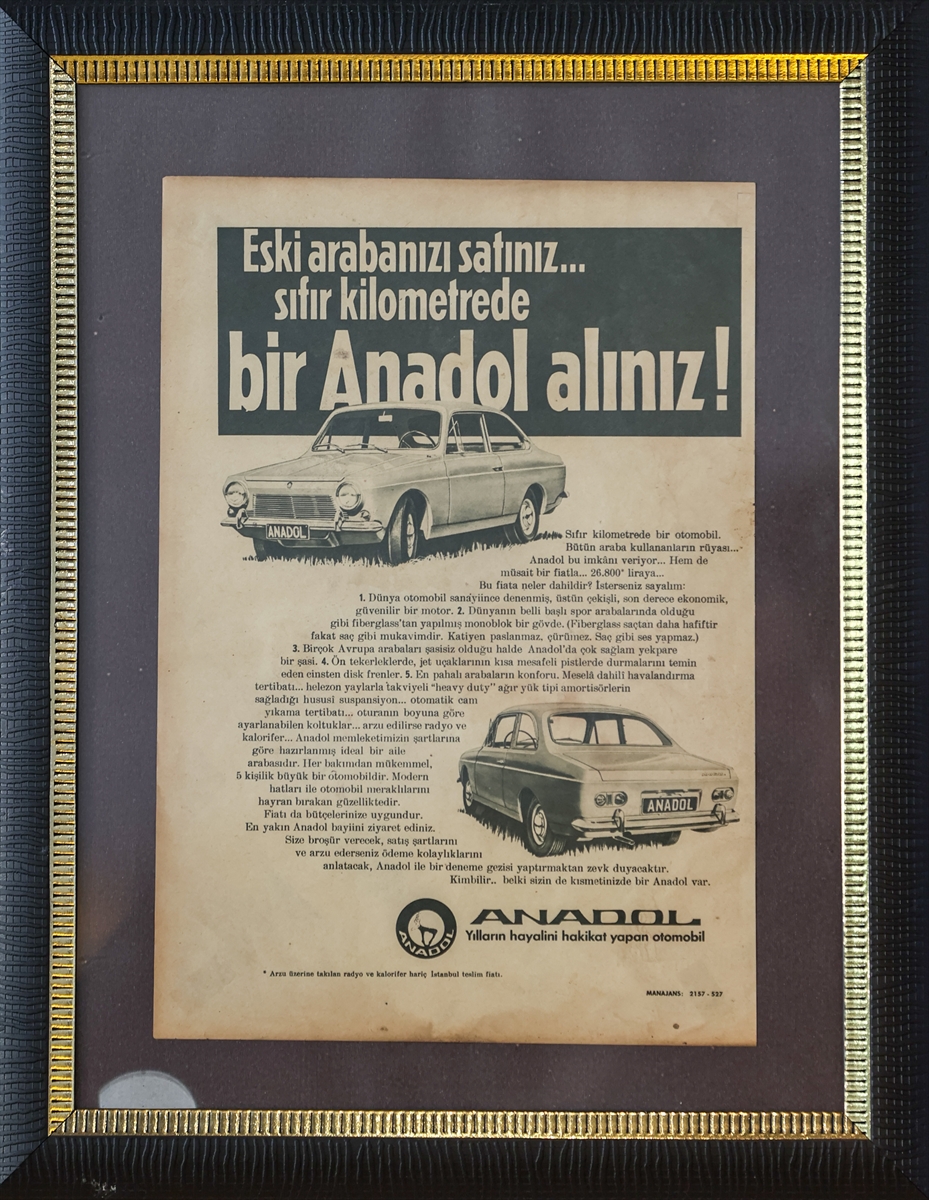 Eski arabanızı satınız...
sıfır kilometrede
bir Anadol alınız!
ANADOL
Sıfır kilometrede bir otomobil.
Bütün araba kullananların rüyası...
Anadol bu imkânı veriyor... Hem de
müsait bir fiatla... 26.800* liraya...
Bu fiata neler dahildir? İsterseniz sayalım:
1. Dünya otomobil sanayiince denenmiş, üstün çekişli, son derece ekonomik,
güvenilir bir motor. 2. Dünyanın belli başlı spor arabalarında olduğu
gibi fiberglass'tan yapılmış monoblok bir gövde. (Fiberglass saçtan daha hafiftir
fakat saç gibi mukavimdir. Katiyen paslanmaz, çürümez. Saç gibi ses yapmaz.)
3. Birçok Avrupa arabaları şasisiz olduğu halde Anadol'da çok sağlam yekpare
bir şasi. 4. Ön tekerleklerde, jet uçaklarının kısa mesafeli pistlerde durmalarını temin
eden cinsten disk frenler. 5. En pahalı arabaların konforu. Meselâ dahilî havalandırma
tertibatı... helezon yaylarla takviyeli "heavy duty" ağır yük tipi amortisörlerin
sağladığı hususî suspansiyon... otomatik cam
yıkama tertibatı... oturanın boyuna göre
ayarlanabilen koltuklar... arzu edilirse radyo ve
kalorifer... Anadol memleketimizin şartlarına
göre hazırlanmış ideal bir aile
arabasıdır. Her bakımdan mükemmel,
5 kişilik büyük bir otomobildir. Modern
hatları ile otomobil meraklılarını
hayran bırakan güzelliktedir.
Fiatı da bütçelerinize uygundur.
En yakın Anadol bayiini ziyaret ediniz.
Size broşür verecek, satış şartlarını
ve arzu ederseniz ödeme kolaylıklarını
anlatacak, Anadol ile bir deneme gezisi yaptırmaktan zevk duyacaktır.
Kimbilir.. belki sizin de kısmetinizde bir Anadol var.
ANADOL
ANADOL
ANADOL
Yılların hayalini hakikat yapan otomobil
* Arzu üzerine takılan radyo ve kalorifer hariç İstanbul teslim fiatı.
MANAJANS: 2157 - 527